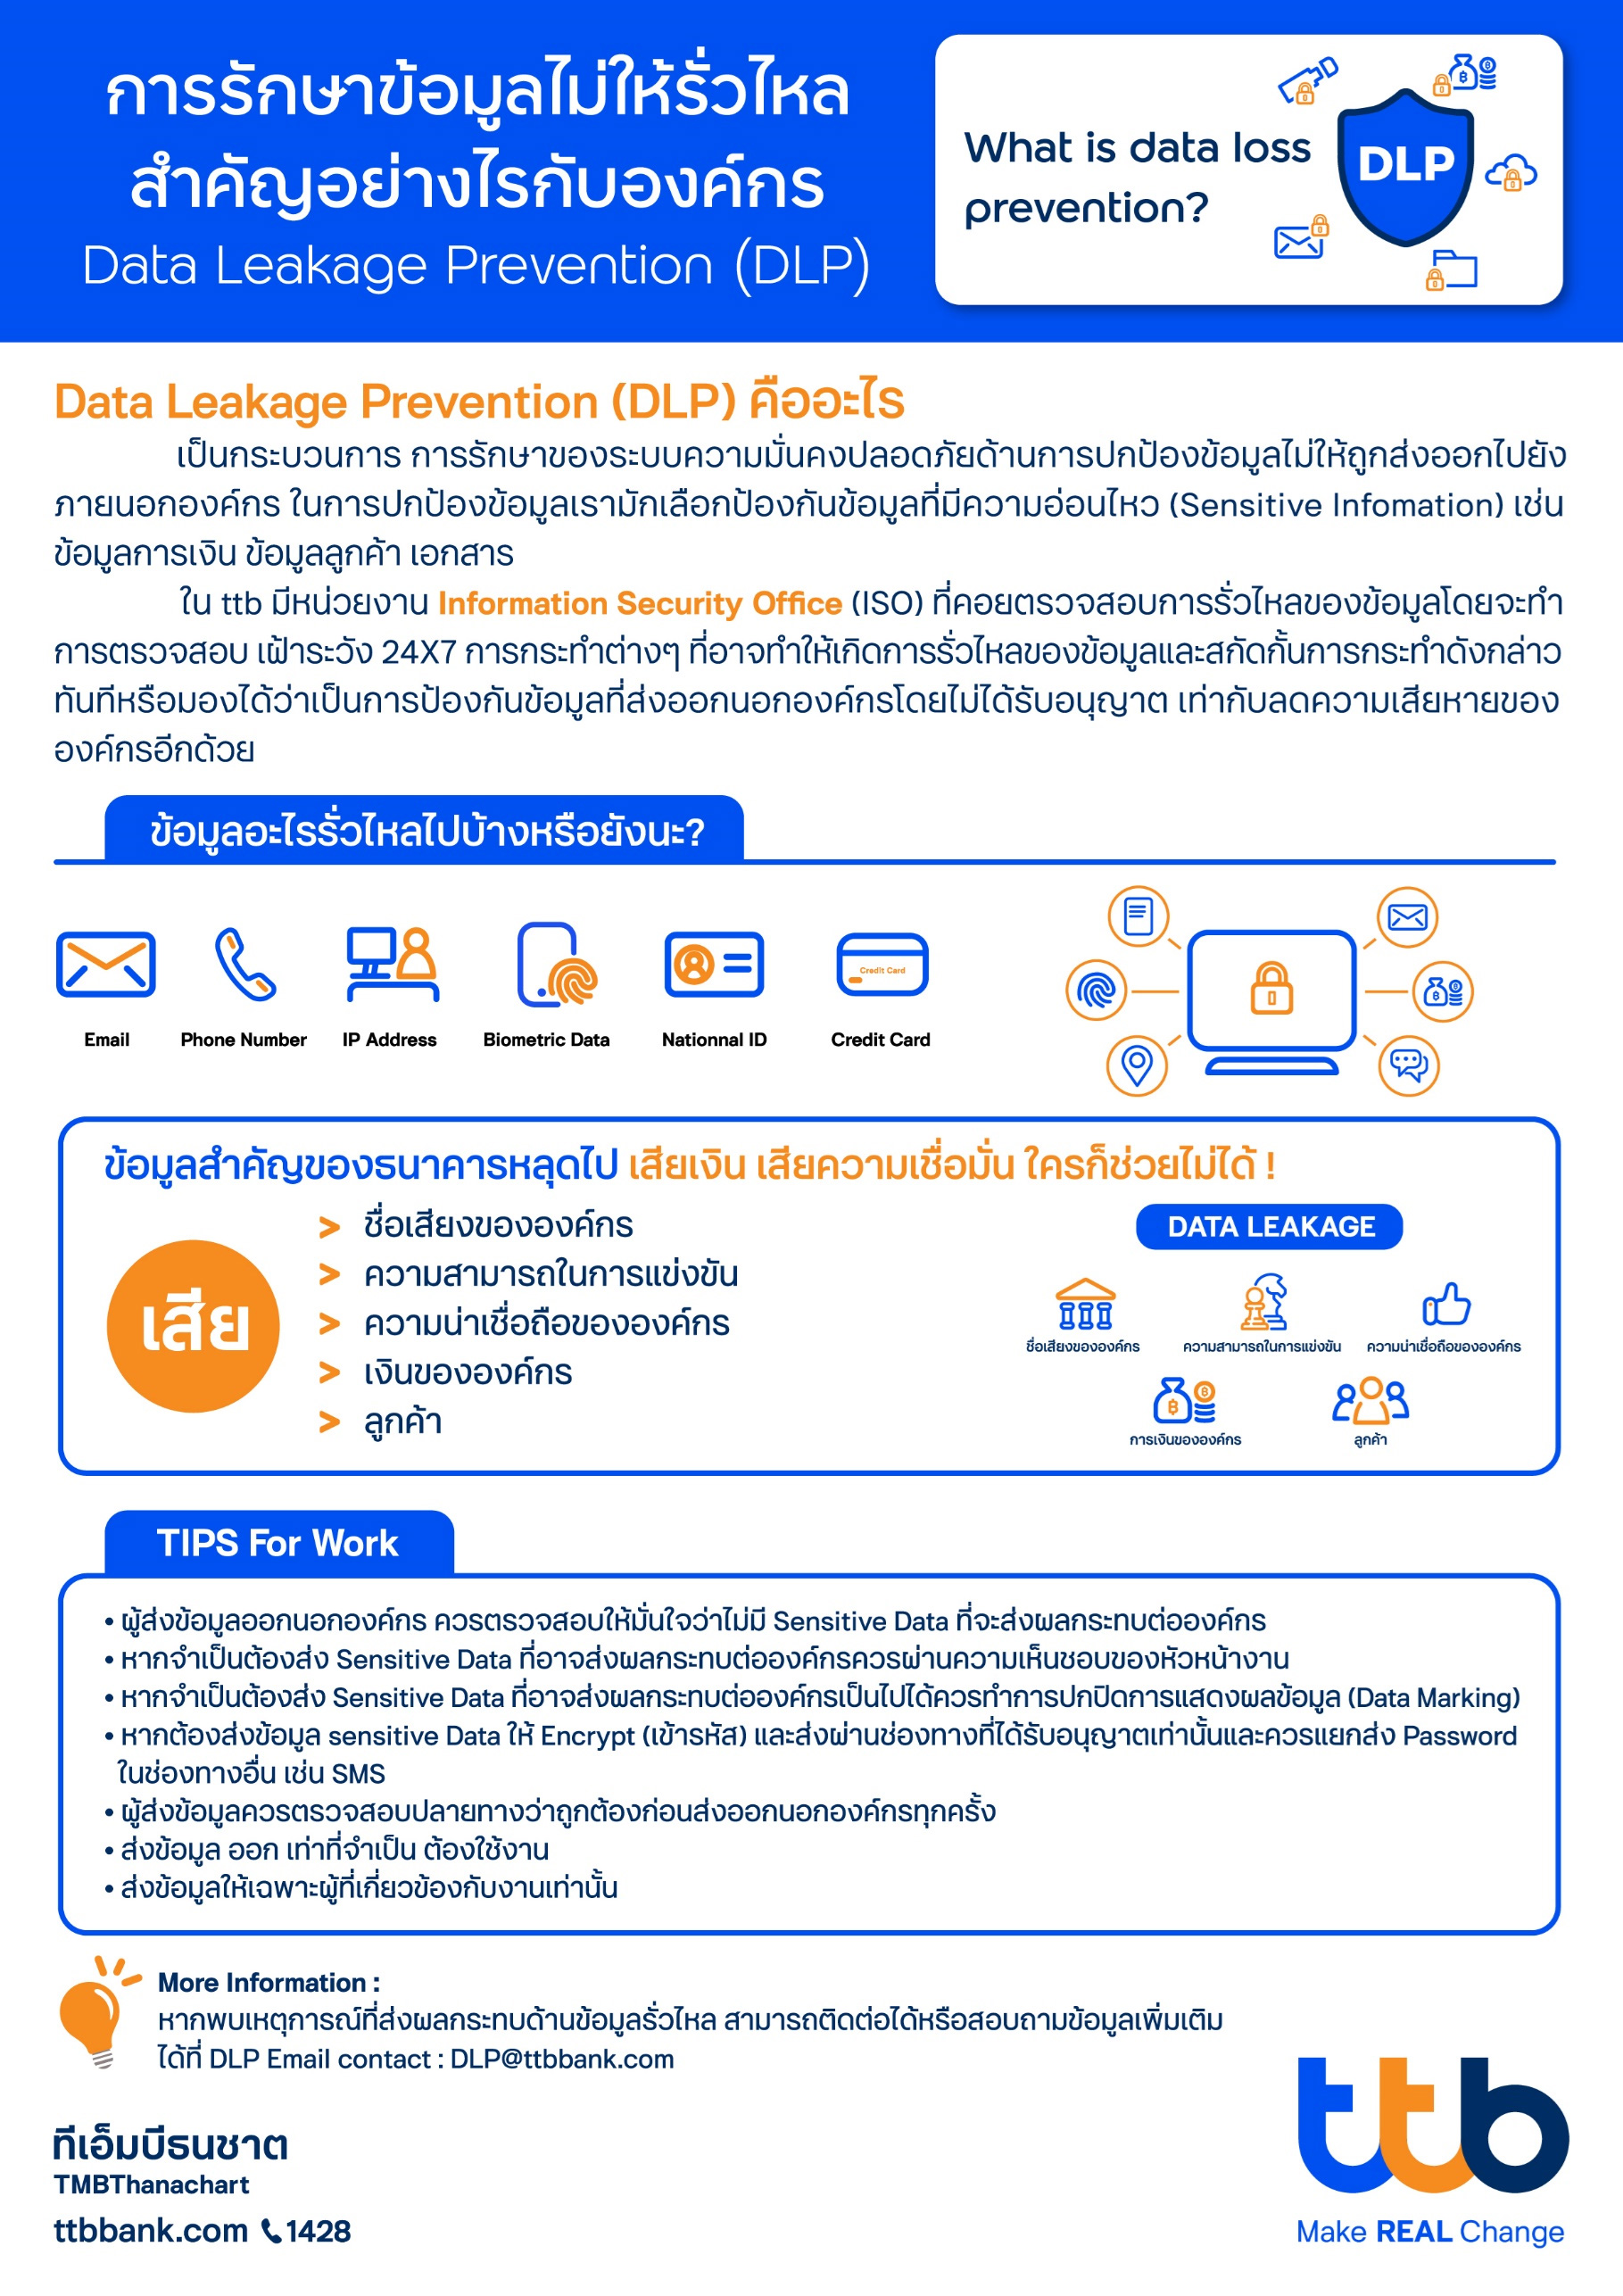 การรักษาข้อมูลไม่ให้รั่วไหล
สำคัญอย่างไรกับองค์กร
Data Leakage Prevention (DLP)
What is data loss
prevention?
DLP
Data Leakage Prevention (DLP) คืออะไร
เป็นกระบวนการ การรักษาของระบบความมั่นคงปลอดภัยด้านการปกป้องข้อมูลไม่ให้ถูกส่งออกไปยัง
ภายนอกองค์กร ในการปกป้องข้อมูลเรามักเลือกป้องกันข้อมูลที่มีความอ่อนไหว (Sensitive Infomation) เช่น
ข้อมูลการเงิน ข้อมูลลูกค้า เอกสาร
ใน ttb มีหน่วยงาน Information Security Office (ISO) ที่คอยตรวจสอบการรั่วไหลของข้อมูลโดยจะทำ
การตรวจสอบ เฝ้าระวัง 24X7 การกระทำต่างๆ ที่อาจทำให้เกิดการรั่วไหลของข้อมูลและสกัดกั้นการกระทำดังกล่าว
ทันทีหรือมองได้ว่าเป็นการป้องกันข้อมูลที่ส่งออกนอกองค์กรโดยไม่ได้รับอนุญาต เท่ากับลดความเสียหายของ
องค์กรอีกด้วย
ข้อมูลอะไรรั่วไหลไปบ้างหรือยังนะ?
Credit Card
Email Phone Number IP Address Biometric Data Nationnal ID Credit Card
ข้อมูลสำคัญของธนาคารหลุดไป เสียเงิน เสียความเชื่อมั่น ใครก็ช่วยไม่ได้ !
เสีย
> ชื่อเสียงขององค์กร
> ความสามารถในการแข่งขัน
> ความน่าเชื่อถือขององค์กร
> เงินขององค์กร
> ลูกค้า
DATA LEAKAGE
ชื่อเสียงขององค์กร ความสามารถในการแข่งขัน ความน่าเชื่อถือขององค์กร
การเงินขององค์กร ลูกค้า
TIPS For Work
• ผู้ส่งข้อมูลออกนอกองค์กร ควรตรวจสอบให้มั่นใจว่าไม่มี Sensitive Data ที่จะส่งผลกระทบต่อองค์กร
• หากจำเป็นต้องส่ง Sensitive Data ที่อาจส่งผลกระทบต่อองค์กรควรผ่านความเห็นชอบของหัวหน้างาน
• หากจำเป็นต้องส่ง Sensitive Data ที่อาจส่งผลกระทบต่อองค์กรเป็นไปได้ควรทำการปกปิดการแสดงผลข้อมูล (Data Marking)
• หากต้องส่งข้อมูล sensitive Data ให้ Encrypt (เข้ารหัส) และส่งผ่านช่องทางที่ได้รับอนุญาตเท่านั้นและควรแยกส่ง Password
ในช่องทางอื่น เช่น SMS
• ผู้ส่งข้อมูลควรตรวจสอบปลายทางว่าถูกต้องก่อนส่งออกนอกองค์กรทุกครั้ง
• ส่งข้อมูล ออก เท่าที่จำเป็น ต้องใช้งาน
• ส่งข้อมูลให้เฉพาะผู้ที่เกี่ยวข้องกับงานเท่านั้น
More Information :
หากพบเหตุการณ์ที่ส่งผลกระทบด้านข้อมูลรั่วไหล สามารถติดต่อได้หรือสอบถามข้อมูลเพิ่มเติม
ได้ที่ DLP Email contact : DLP@ttbbank.com
ทีเอ็มบีธนชาต
TMBThanachart
ttbbank.com 1428
ttb
Make REAL Change